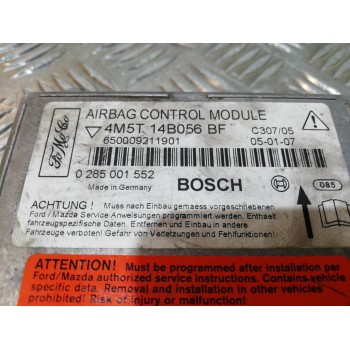 FoMoCo
AIRBAG CONTROL MODULE
4M5T 14B056 BF
C307/05
650009211901
05-01-07
0 285 001 552
Made in Germany
BOSCH
085
ACHTUNG ! Muss nach Einbau gemaess vorgeschrieb.
Ford / Mazda Service Anweisungen programmiert werden. Enthaelt
fahrzeugspezifische Daten. Entfernen und Einbau in andere
Fahrzeuge verboten! Gefahr von Verletzungen und Fehlfunktionen!
ATTENTION! Must be programmed after installation per
Ford/Mazda authorized service instructions. Contains vehicle
specific data. Removal and installation in other vehicles
prohibited! Risk of injury or malfunction!